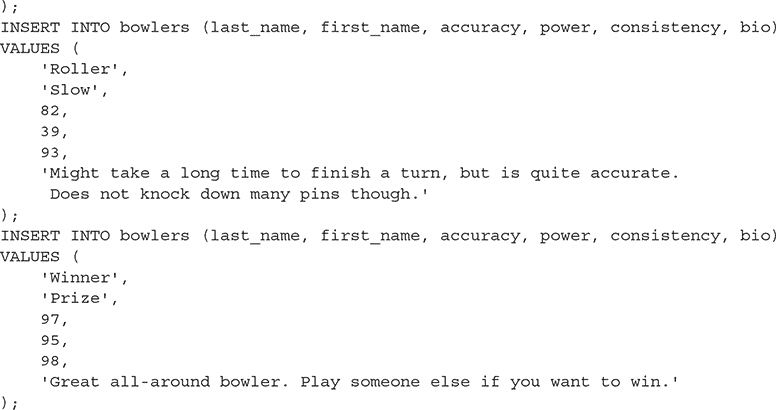 );
INSERT INTO bowlers (last_name, first_name, accuracy, power, consistency, bio)
VALUES (
    'Roller',
    'Slow',
    82,
    39,
    93,
    'Might take a long time to finish a turn, but is quite accurate.
     Does not knock down many pins though.'
);
INSERT INTO bowlers (last_name, first_name, accuracy, power, consistency, bio)
VALUES (
    'Winner',
    'Prize',
    97,
    95,
    98,
    'Great all-around bowler. Play someone else if you want to win.'
);